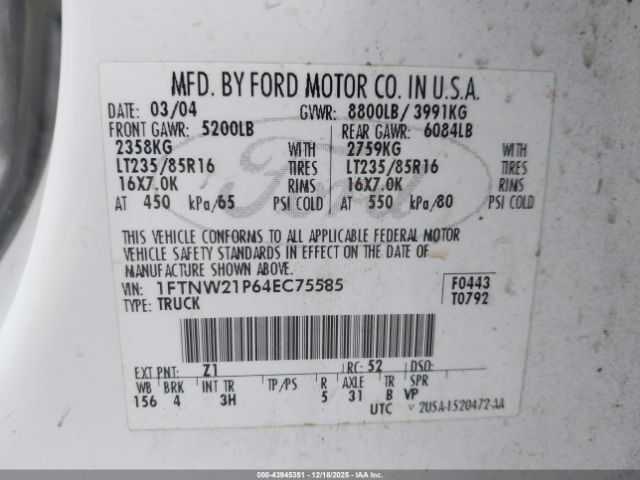 MFD. BY FORD MOTOR CO. IN U.S.A.
DATE: 03/04 GVWR: 8800LB/ 3991KG
FRONT GAWR: 5200LB REAR GAWR: 6084LB
2358KG WITH 2759KG WITH
LT235/85R16 TIRES LT235/85R16 TIRES
16X7.0K RIMS 16X7.0K RIMS
AT 450 kPa/65 PSI COLD AT 550 kPa/80 PSI COLD
Ford
THIS VEHICLE CONFORMS TO ALL APPLICABLE FEDERAL MOTOR
VEHICLE SAFETY STANDARDS IN EFFECT ON THE DATE OF
MANUFACTURE SHOWN ABOVE.
VIN: 1FTNW21P64EC75585 F0443
TYPE: TRUCK T0792
EXT PNT: Z1 RC: 52 DSO:
WB BRK INT TR TP/PS R AXLE TR SPR
156 4 3H 5 31 B VP
UTC 2U5A-1520472-AA
000-43945351 - 12/18/2025 - IAA Inc.